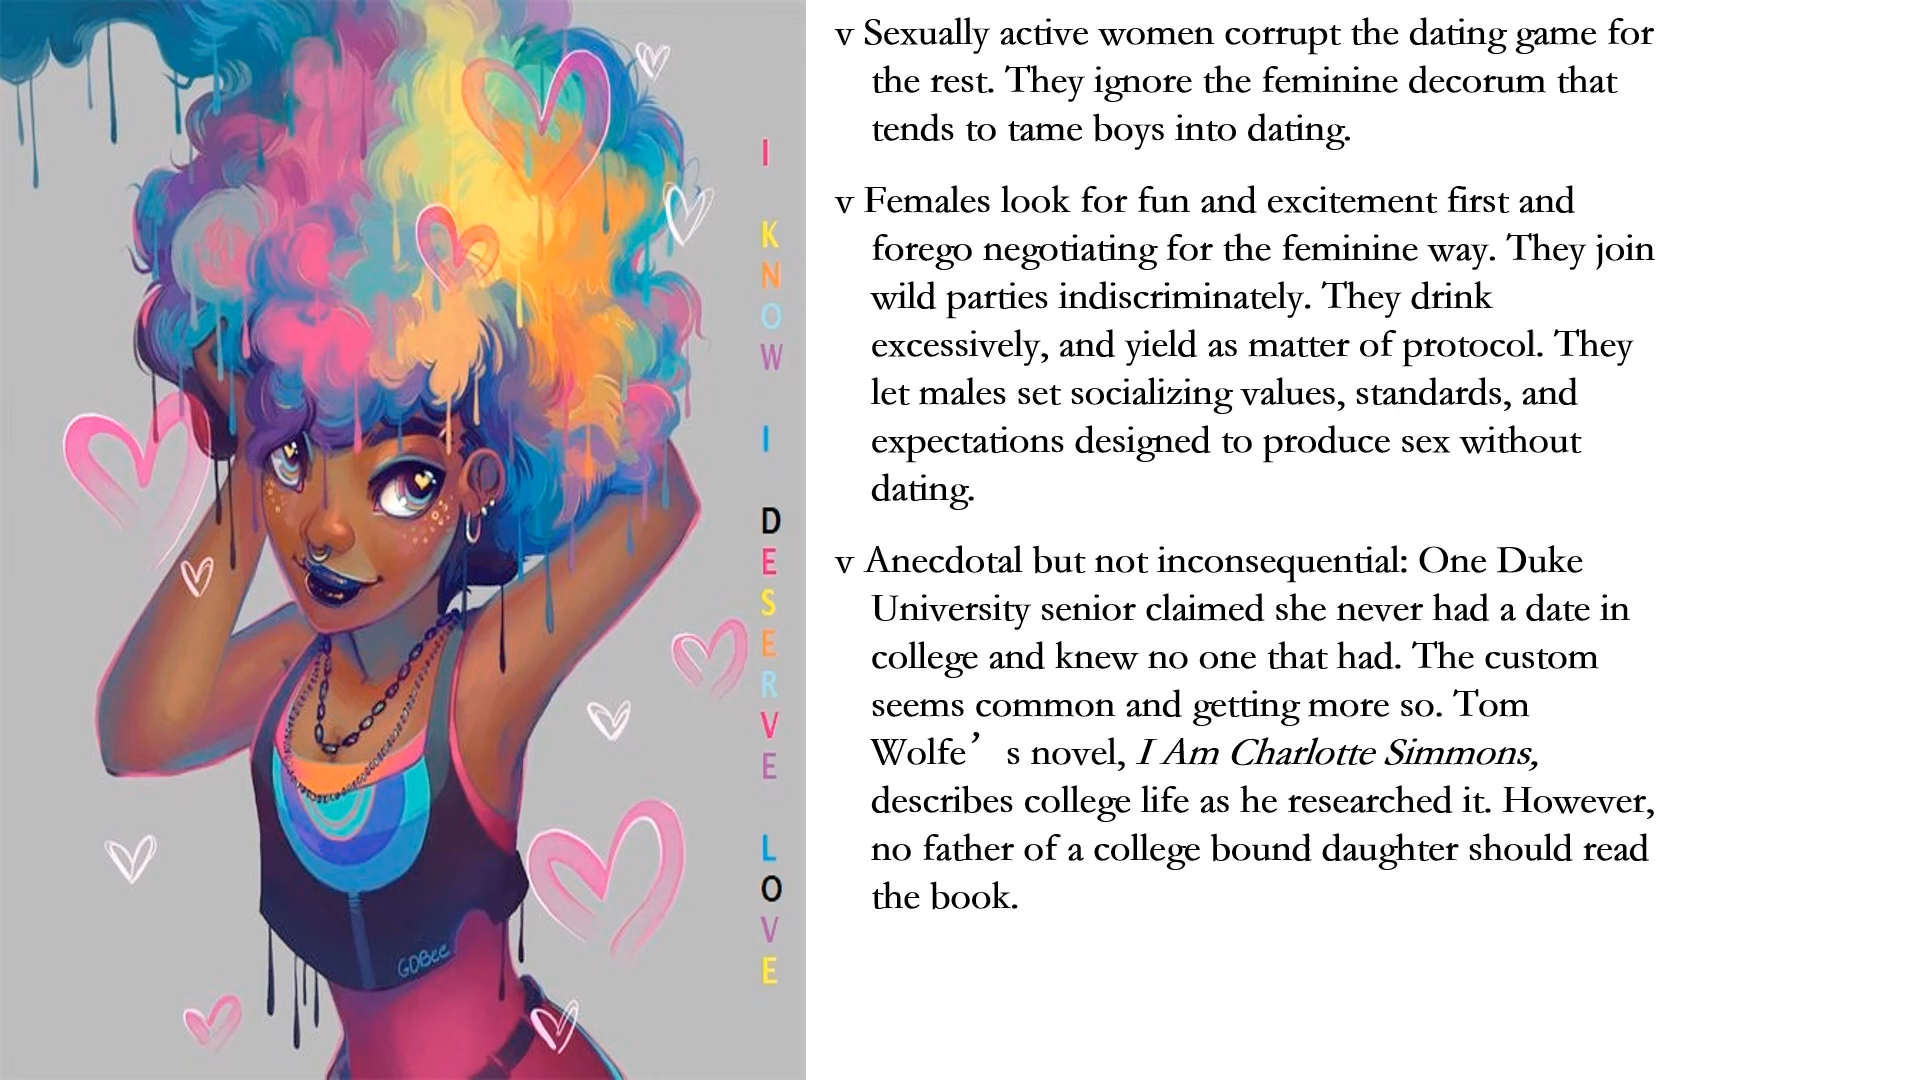 I KNOW I DESERVE LOVE
GDBee
v Sexually active women corrupt the dating game for
the rest. They ignore the feminine decorum that
tends to tame boys into dating.
v Females look for fun and excitement first and
forego negotiating for the feminine way. They join
wild parties indiscriminately. They drink
excessively, and yield as matter of protocol. They
let males set socializing values, standards, and
expectations designed to produce sex without
dating.
v Anecdotal but not inconsequential: One Duke
University senior claimed she never had a date in
college and knew no one that had. The custom
seems common and getting more so. Tom
Wolfe’s novel, I Am Charlotte Simmons,
describes college life as he researched it. However,
no father of a college bound daughter should read
the book.